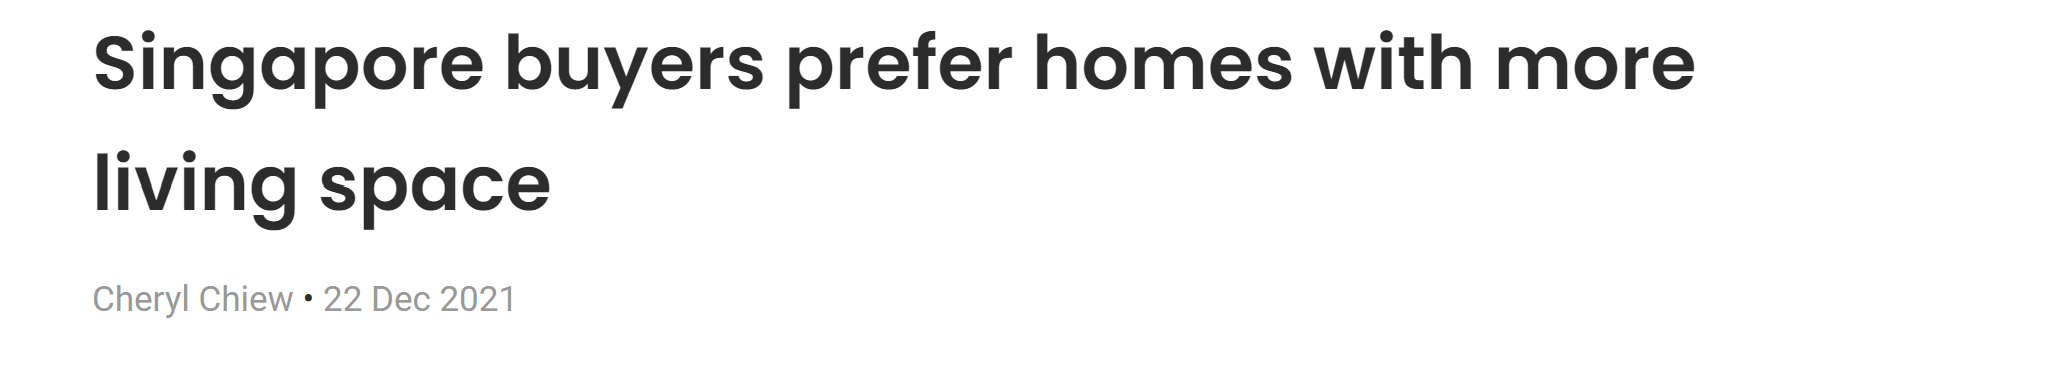 Singapore buyers prefer homes with more
living space
Cheryl Chiew • 22 Dec 2021